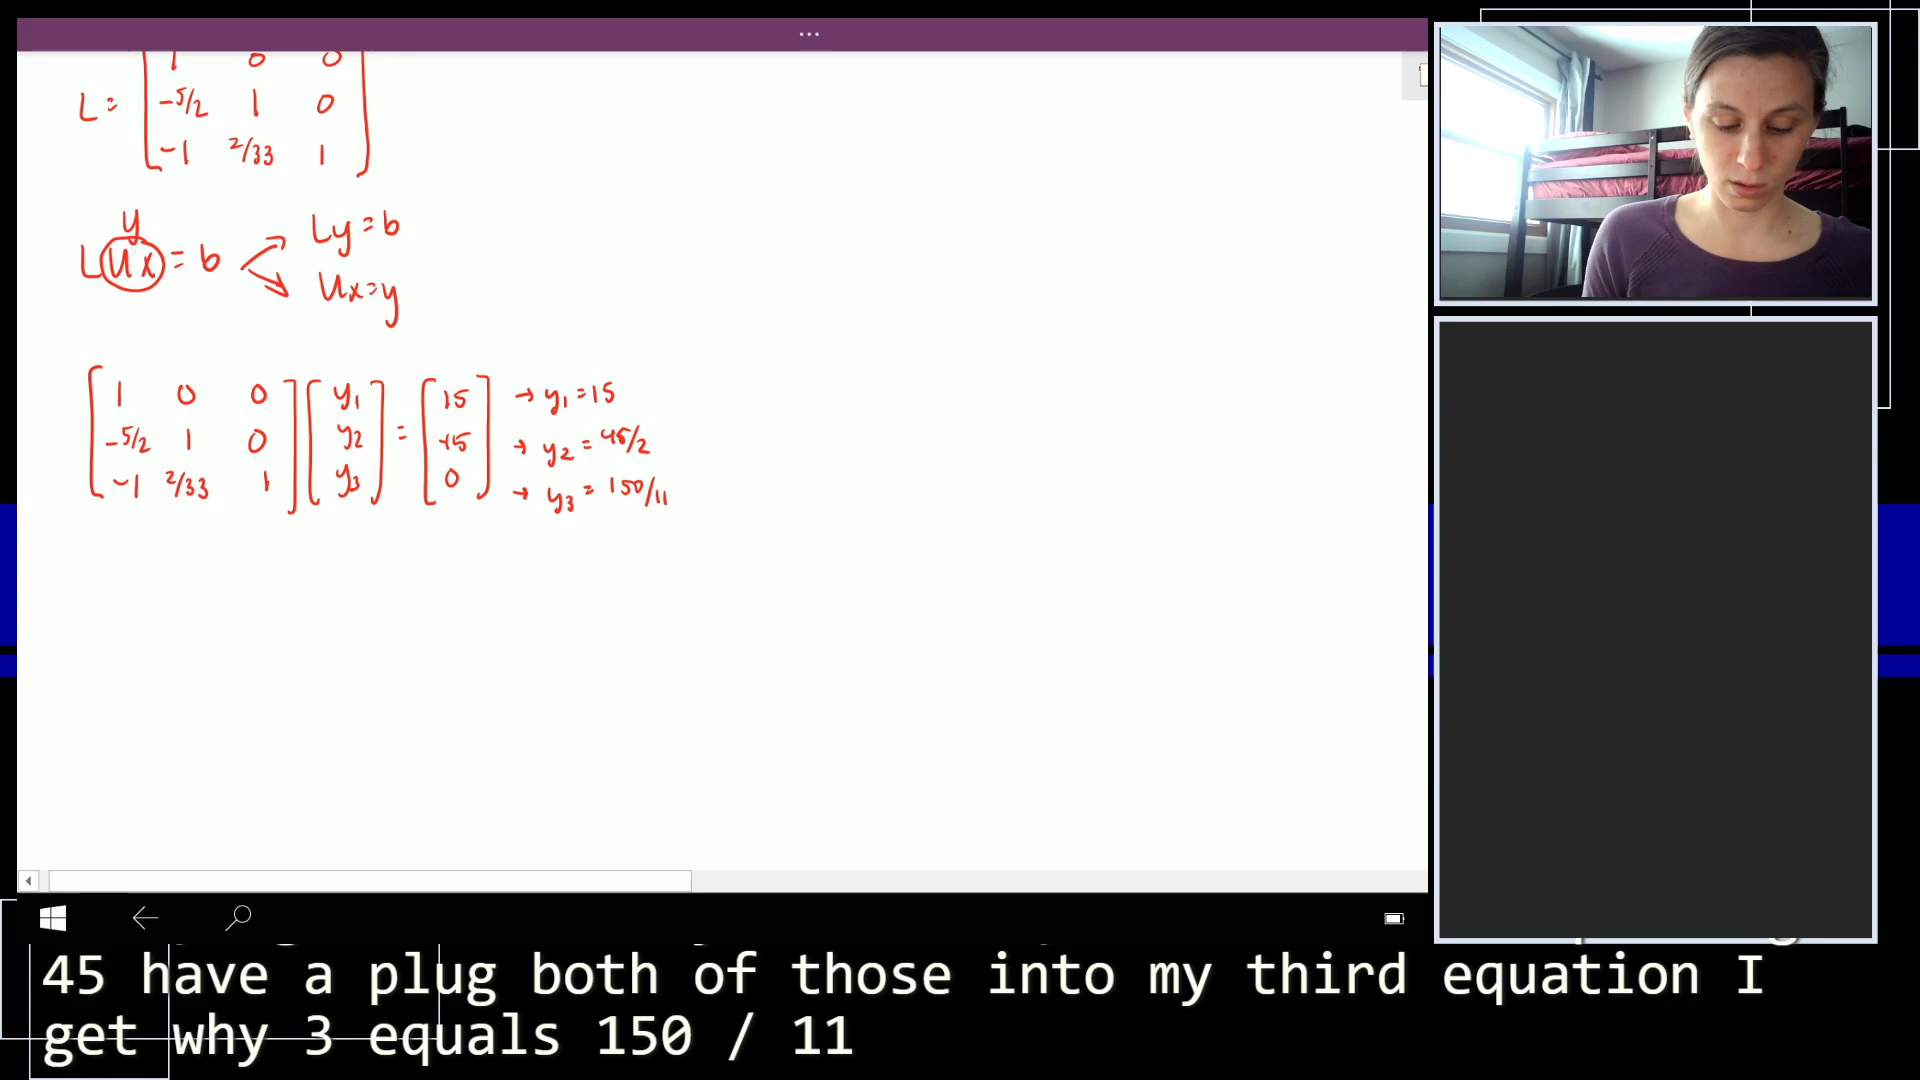 ...
1 0 0
L = -5/2 1 0
-1 2/33 1
y
LUx = b
Ly = b
Ux = y
1 0 0 y1 15 → y1 = 15
-5/2 1 0 y2 = -15 → y2 = 45/2
-1 2/33 1 y3 0 → y3 = 150/11
45 have a plug both of those into my third equation I
get why 3 equals 150 / 11